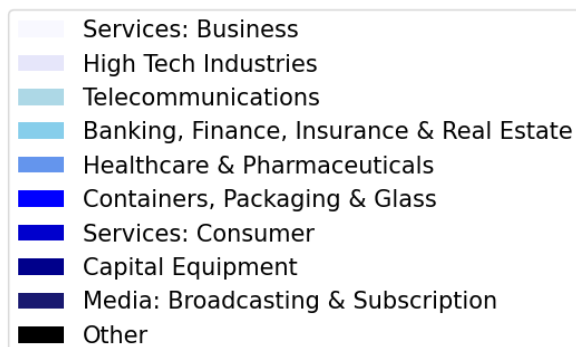 Services: Business
High Tech Industries
Telecommunications
Banking, Finance, Insurance & Real Estate
Healthcare & Pharmaceuticals
Containers, Packaging & Glass
Services: Consumer
Capital Equipment
Media: Broadcasting & Subscription
Other